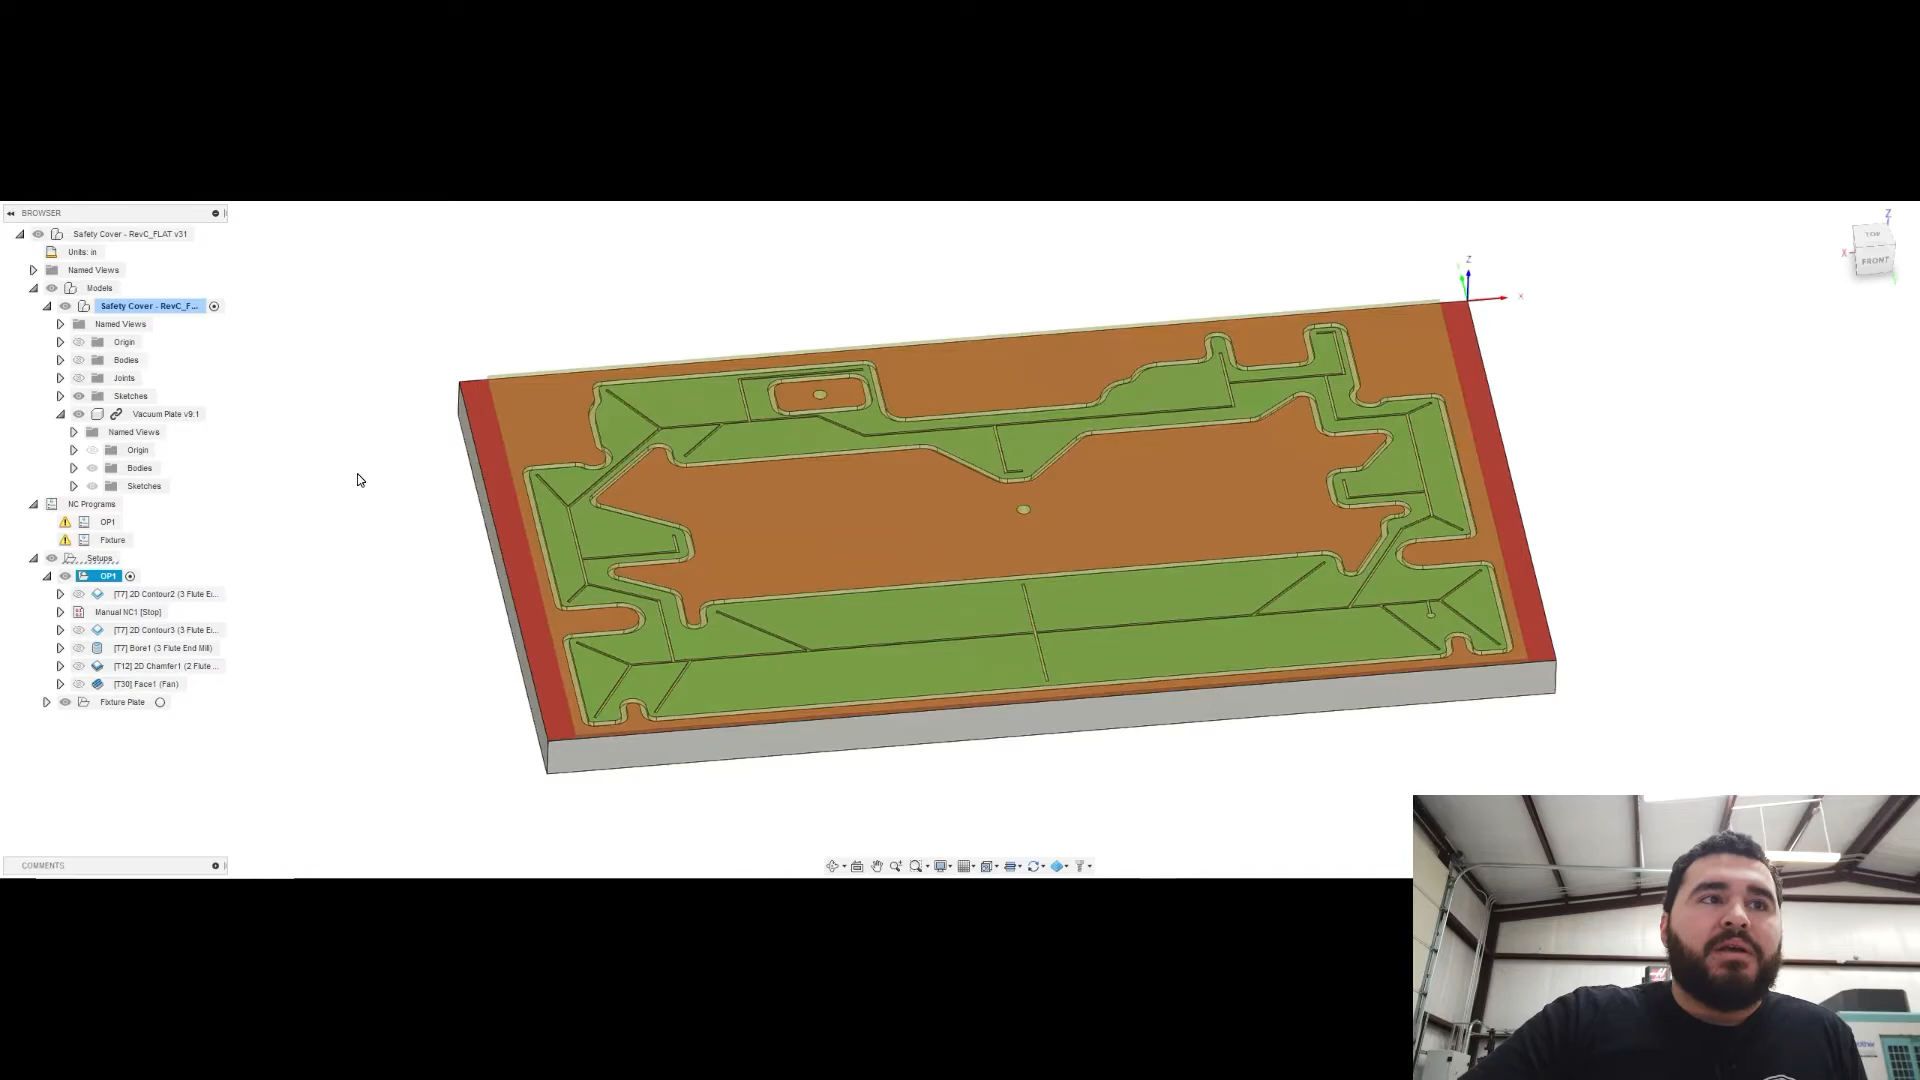 BROWSER
Safety Cover - RevC_FLAT v31
Units: in
Named Views
Models
Safety Cover - RevC_F...
Named Views
Origin
Bodies
Joints
Sketches
Vacuum Plate v9:1
Named Views
Origin
Bodies
Sketches
NC Programs
OP1
Fixture
Setups
OP1
[T7] 2D Contour2 (3 Flute E...
Manual NC1 [Stop]
[T7] 2D Contour3 (3 Flute E...
[T7] Bore1 (3 Flute End Mill)
[T12] 2D Chamfer1 (2 Flute ...
[T30] Face1 (Fan)
Fixture Plate
COMMENTS
Z
X
Z
TOP
X
FRONT